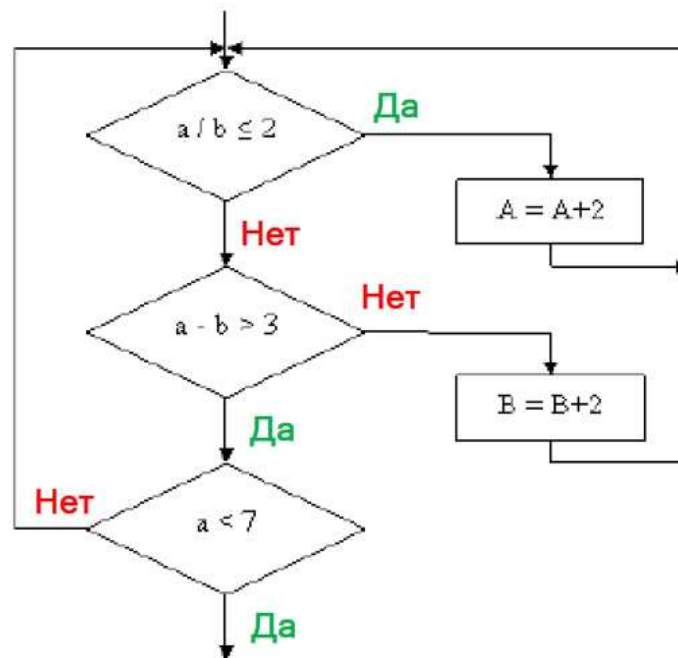 a / b ≤ 2
Да
A = A+2
Нет
a - b > 3
Нет
B = B+2
Да
Нет
a < 7
Да